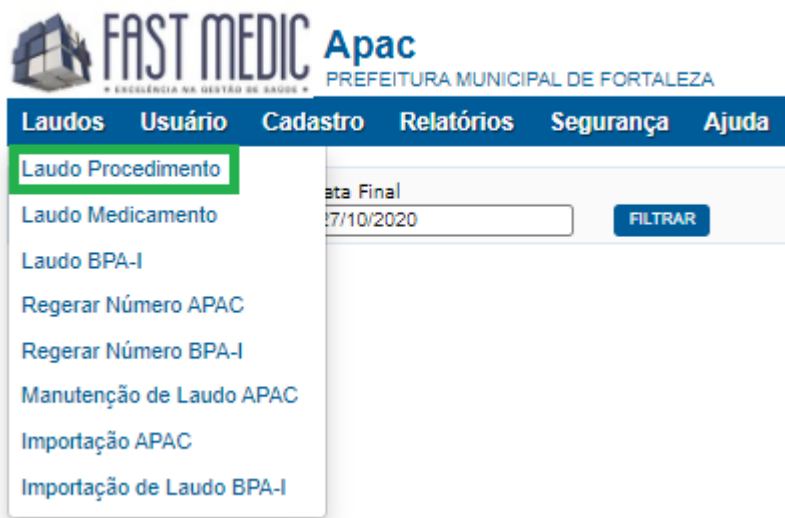 FAST MEDIC
• EXCELÊNCIA NA GESTÃO DE SAÚDE •
Apac
PREFEITURA MUNICIPAL DE FORTALEZA
Laudos Usuário Cadastro Relatórios Segurança Ajuda
Laudo Procedimento
ata Final
Laudo Medicamento
27/10/2020
FILTRAR
Laudo BPA-I
Regerar Número APAC
Regerar Número BPA-I
Manutenção de Laudo APAC
Importação APAC
Importação de Laudo BPA-I